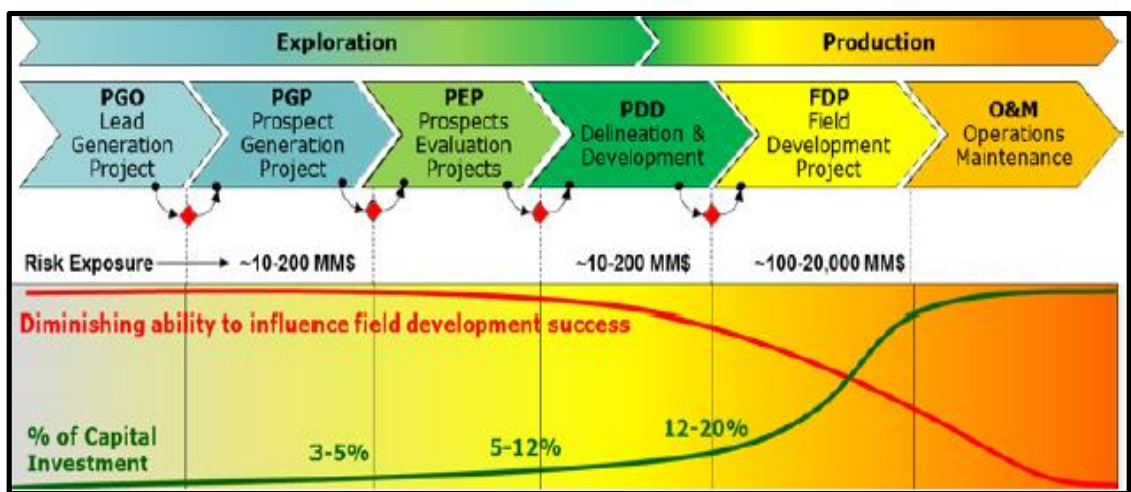 Exploration
Production
PGO
Lead
Generation
Project
PGP
Prospect
Generation
Project
PEP
Prospects
Evaluation
Projects
PDD
Delineation &
Development
FDP
Field
Development
Project
O&M
Operations
Maintenance
Risk Exposure
~10-200 MM$
~10-200 MM$
~100-20,000 MM$
Diminishing ability to influence field development success
% of Capital
Investment
3-5%
5-12%
12-20%